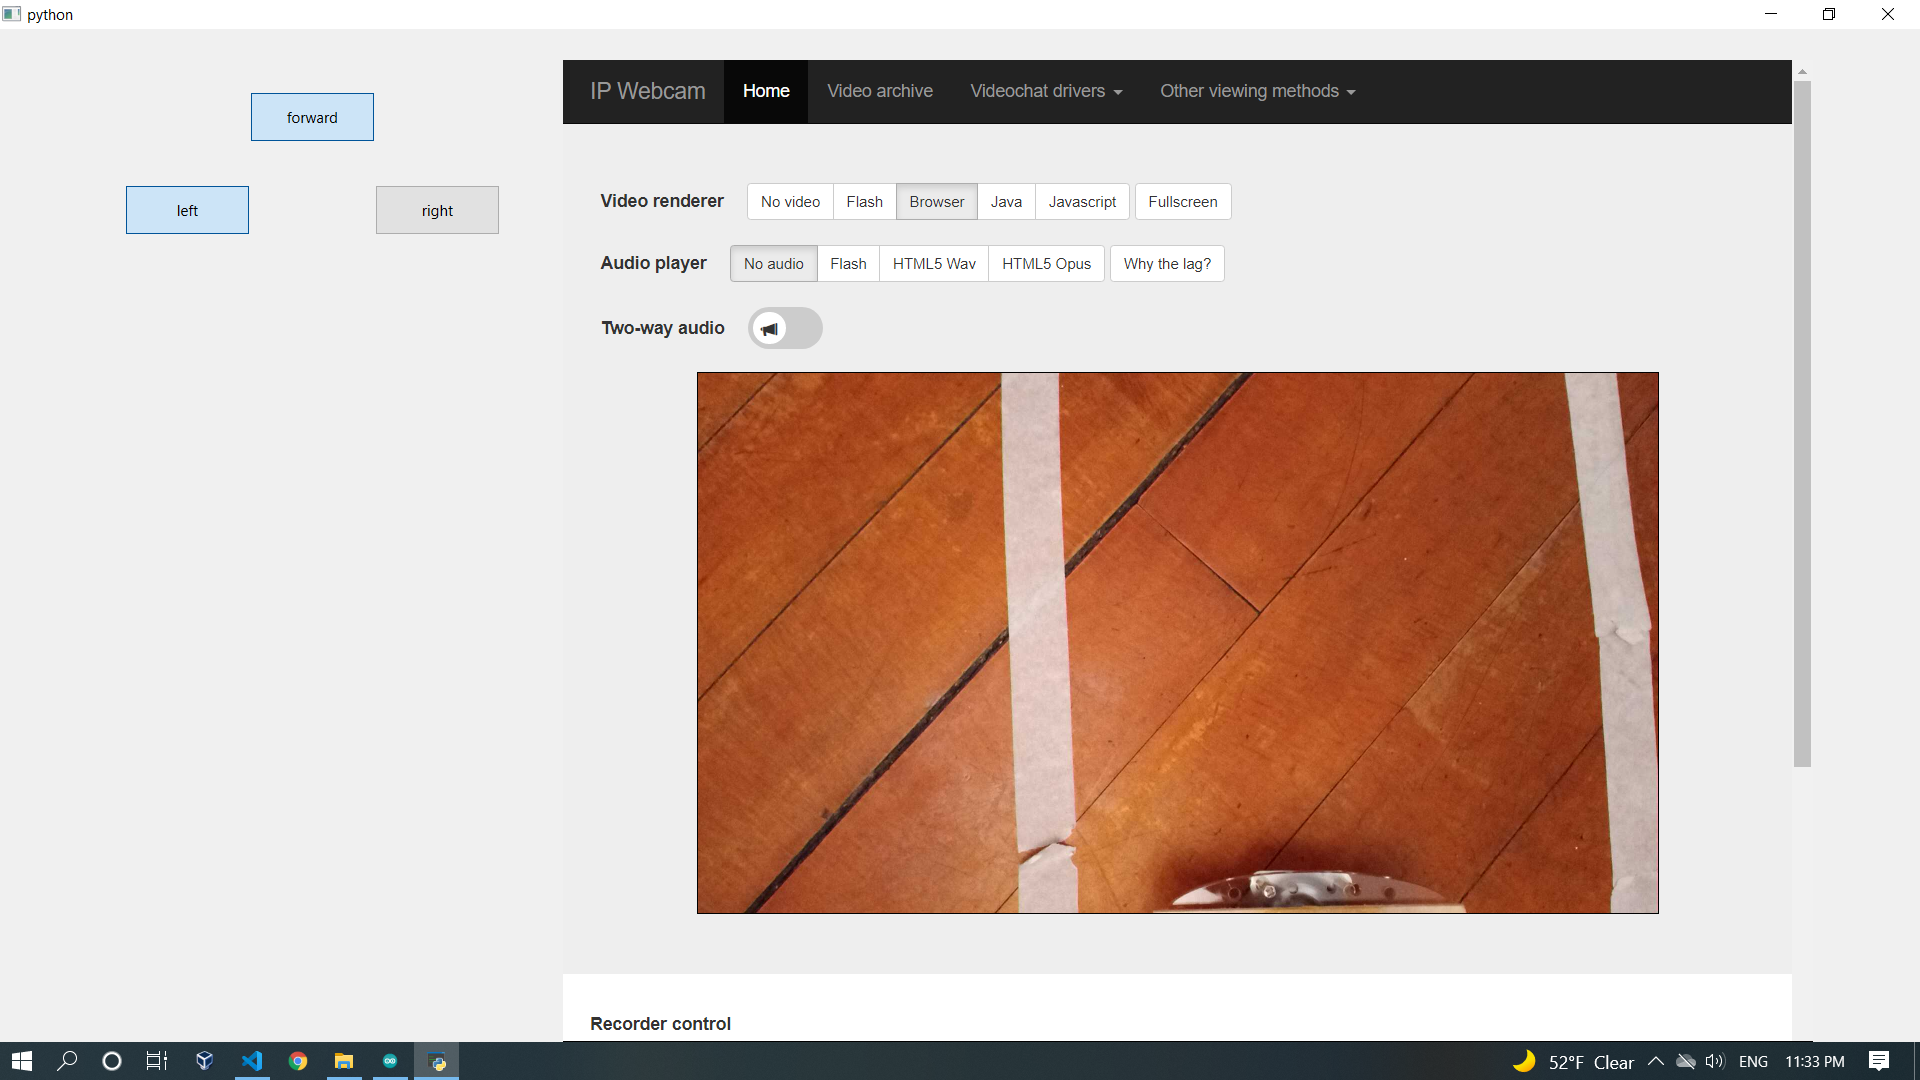 python
forward
left right
IP Webcam Home Video archive Videochat drivers Other viewing methods
Video renderer No video Flash Browser Java Javascript Fullscreen
Audio player No audio Flash HTML5 Wav HTML5 Opus Why the lag?
Two-way audio
Recorder control
52°F Clear ENG 11:33 PM